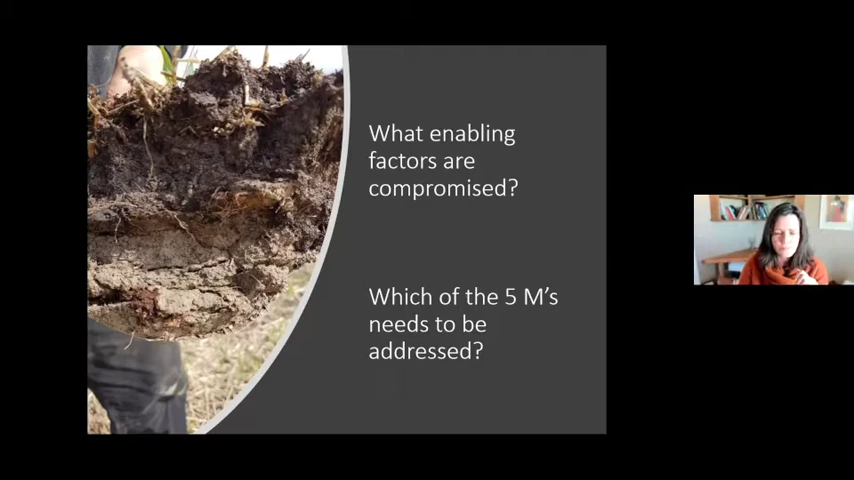 What enabling
factors are
compromised?
Which of the 5 M's
needs to be
addressed?